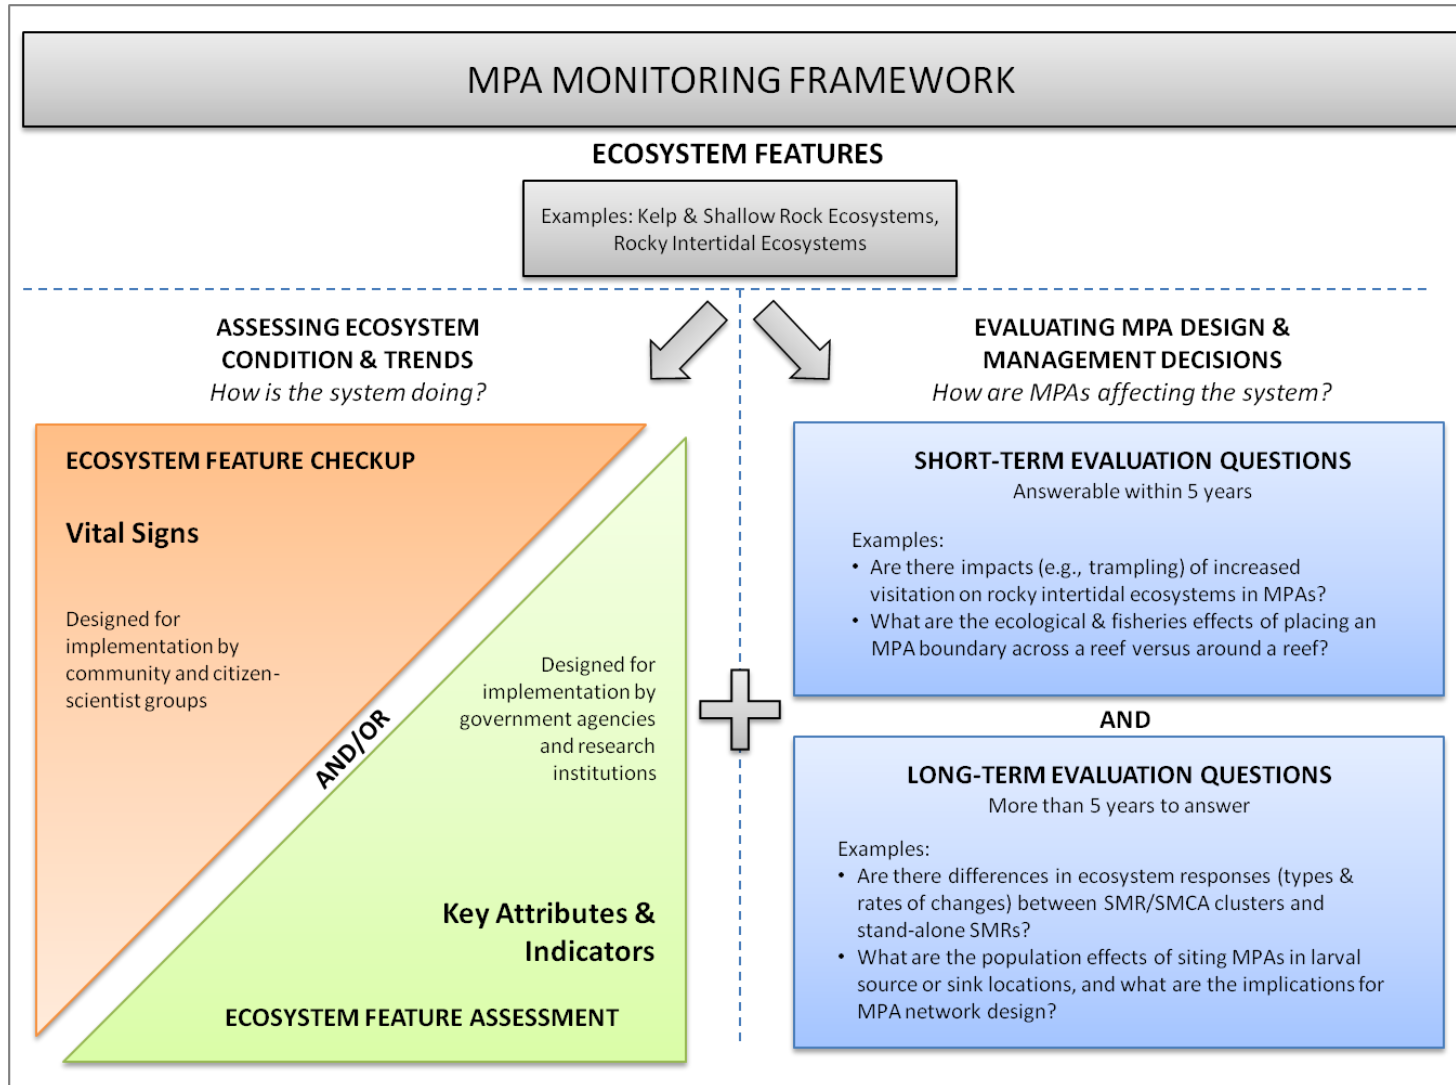 MPA MONITORING FRAMEWORK
ECOSYSTEM FEATURES
Examples: Kelp & Shallow Rock Ecosystems,
Rocky Intertidal Ecosystems
ASSESSING ECOSYSTEM
CONDITION & TRENDS
How is the system doing?
ECOSYSTEM FEATURE CHECKUP
Vital Signs
Designed for
implementation by
community and citizen-
scientist groups
AND/OR
Designed for
implementation by
government agencies
and research
institutions
Key Attributes &
Indicators
ECOSYSTEM FEATURE ASSESSMENT
EVALUATING MPA DESIGN &
MANAGEMENT DECISIONS
How are MPAs affecting the system?
SHORT-TERM EVALUATION QUESTIONS
Answerable within 5 years
Examples:
• Are there impacts (e.g., trampling) of increased
visitation on rocky intertidal ecosystems in MPAs?
• What are the ecological & fisheries effects of placing an
MPA boundary across a reef versus around a reef?
AND
LONG-TERM EVALUATION QUESTIONS
More than 5 years to answer
Examples:
• Are there differences in ecosystem responses (types &
rates of changes) between SMR/SMCA clusters and
stand-alone SMRs?
• What are the population effects of siting MPAs in larval
source or sink locations, and what are the implications for
MPA network design?